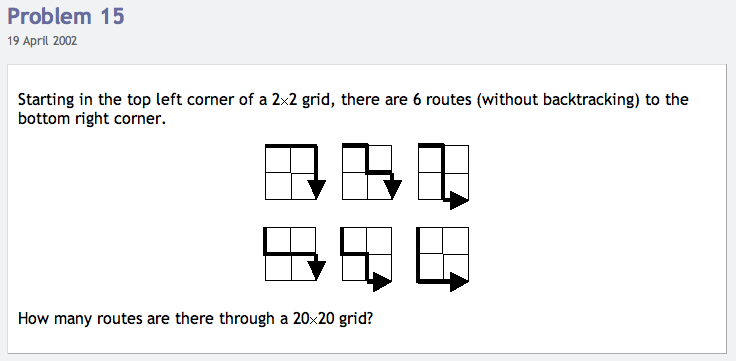 Problem 15
19 April 2002
Starting in the top left corner of a 2×2 grid, there are 6 routes (without backtracking) to the
bottom right corner.
How many routes are there through a 20×20 grid?